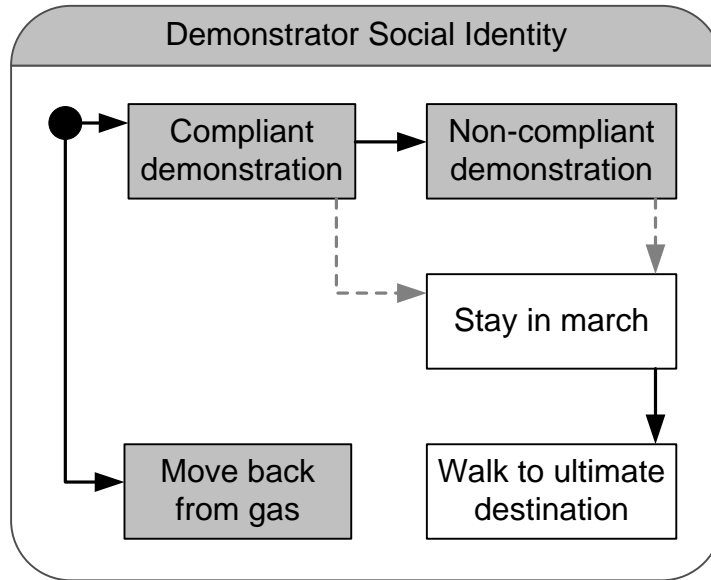 Demonstrator Social Identity
Compliant
demonstration
Non-compliant
demonstration
Stay in march
Move back
from gas
Walk to ultimate
destination